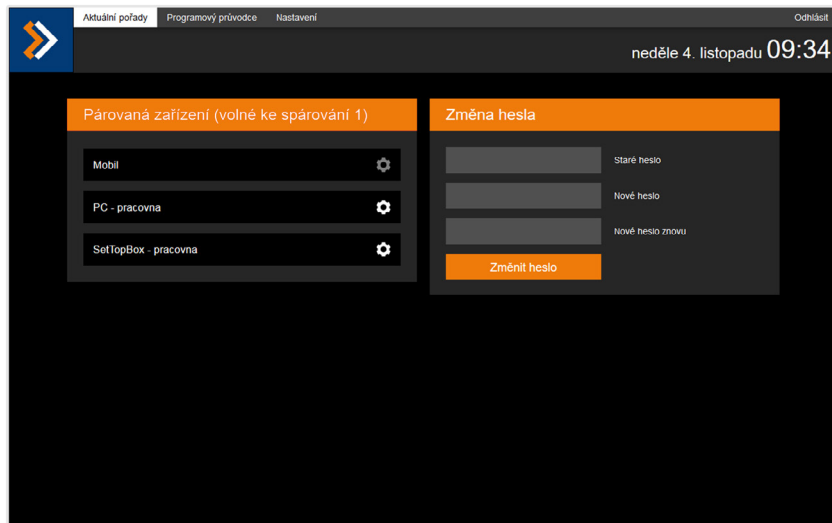 Aktuální pořady Programový průvodce Nastavení Odhlásit
neděle 4. listopadu 09:34
Párovaná zařízení (volné ke spárování 1)
Mobil
PC - pracovna
SetTopBox - pracovna
Změna hesla
Staré heslo
Nové heslo
Nové heslo znovu
Změnit heslo